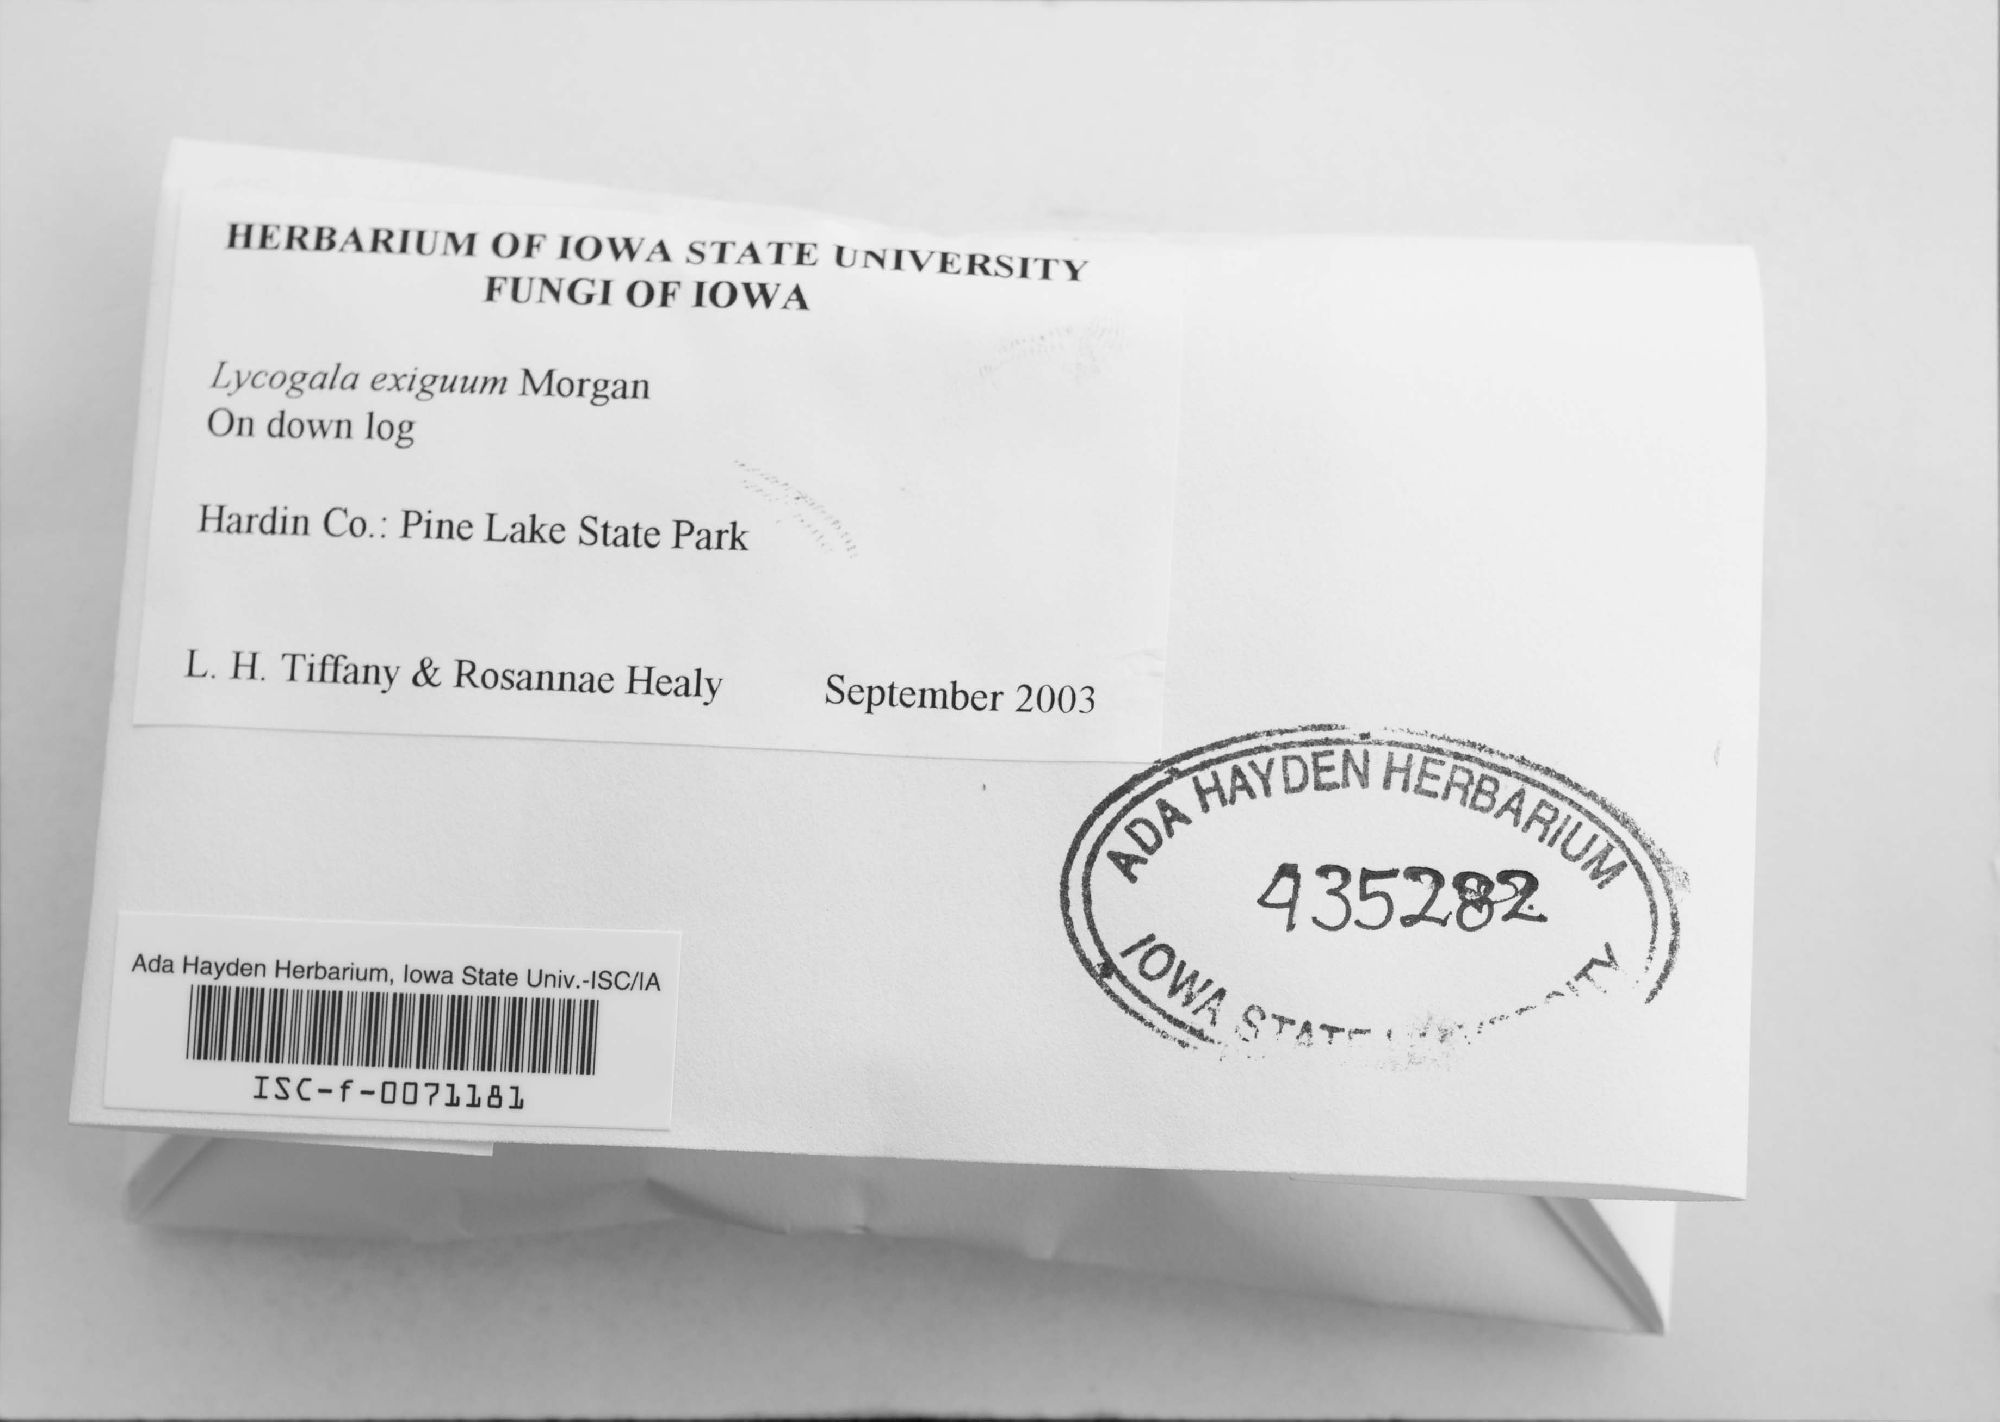 HERBARIUM OF IOWA STATE UNIVERSITY
FUNGI OF IOWA
Lycogala exiguum Morgan
On down log
Hardin Co.: Pine Lake State Park
L. H. Tiffany & Rosannae Healy September 2003
ADA HAYDEN HERBARIUM
435282
IOWA STATE UNIVERSITY
Ada Hayden Herbarium, Iowa State Univ.-ISC/IA
ISC-f-0071181